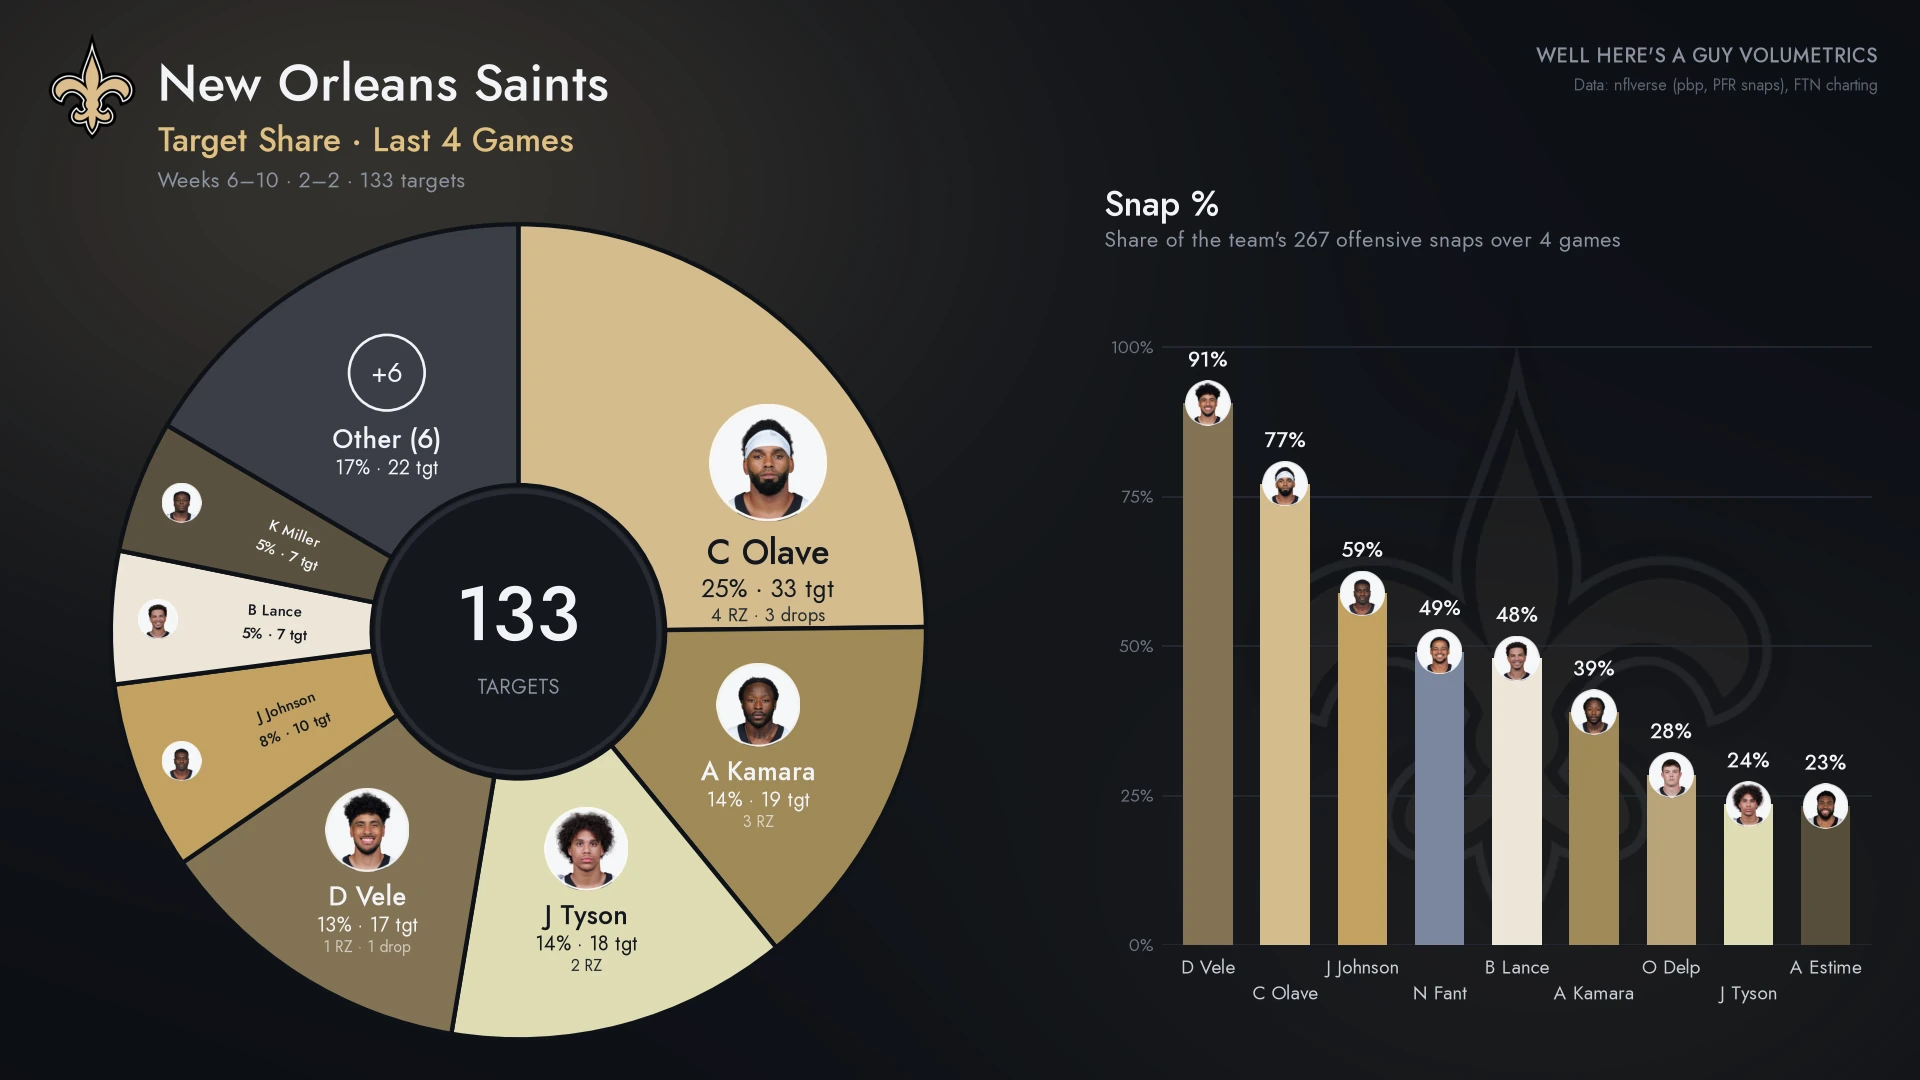 New Orleans Saints
Target Share · Last 4 Games
Weeks 6–10 · 2–2 · 133 targets
WELL HERE'S A GUY VOLUMETRICS
Data: nflverse (pbp, PFR snaps), FTN charting
+6
Other (6)
17% · 22 tgt
C Olave
25% · 33 tgt
4 RZ · 3 drops
A Kamara
14% · 19 tgt
3 RZ
J Tyson
14% · 18 tgt
2 RZ
D Vele
13% · 17 tgt
1 RZ · 1 drop
J Johnson
8% · 10 tgt
B Lance
5% · 7 tgt
K Miller
5% · 7 tgt
133
TARGETS
Snap %
Share of the team's 267 offensive snaps over 4 games
100%
75%
50%
25%
0%
91%
77%
59%
49%
48%
39%
28%
24%
23%
D Vele
C Olave
J Johnson
N Fant
B Lance
A Kamara
O Delp
J Tyson
A Estime